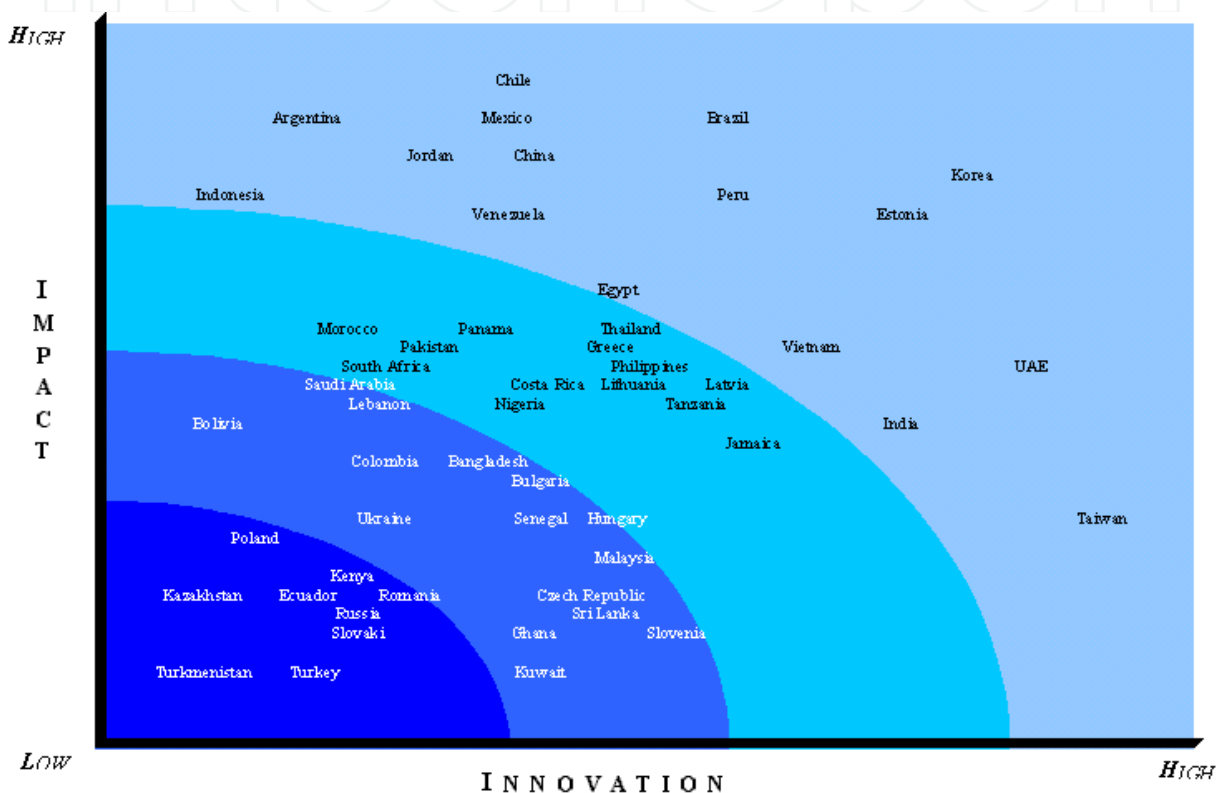 HIGH
Chile
Argentina Mexico Brazil
Jordan China
Korea
Indonesia Peru
Venezuela Estonia
Egypt
IMPACT
Morocco Panama Thailand
Pakistan Greece Vietnam
South Africa Philippines UAE
Saudi Arabia Costa Rica Lithuania Latvia
Lebanon Nigeria Tanzania
Bolivia India
Jamaica
Colombia Bangladesh
Bulgaria
Ukraine Senegal Hungary Taiwan
Poland
Malaysia
Kenya
Kazakhstan Ecuador Romania Czech Republic
Russia Sri Lanka
Slovaki Ghana Slovenia
Turkmenistan Turkey Kuwait
LOW
HIGH
INNOVATION